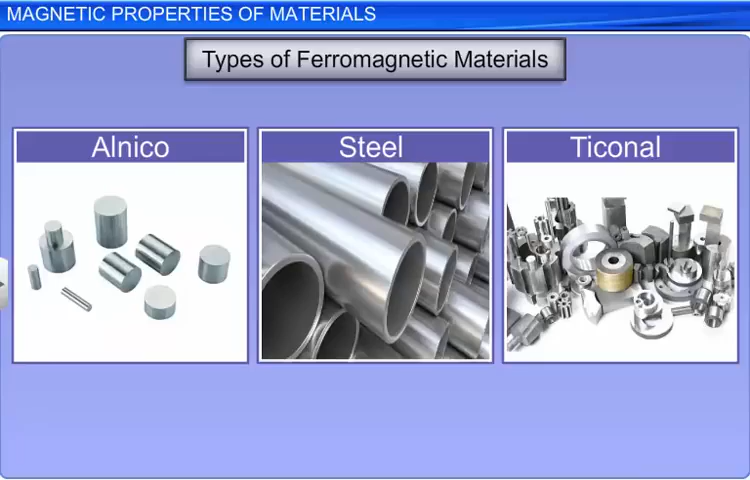 MAGNETIC PROPERTIES OF MATERIALS
Types of Ferromagnetic Materials
Alnico
Steel
Ticonal